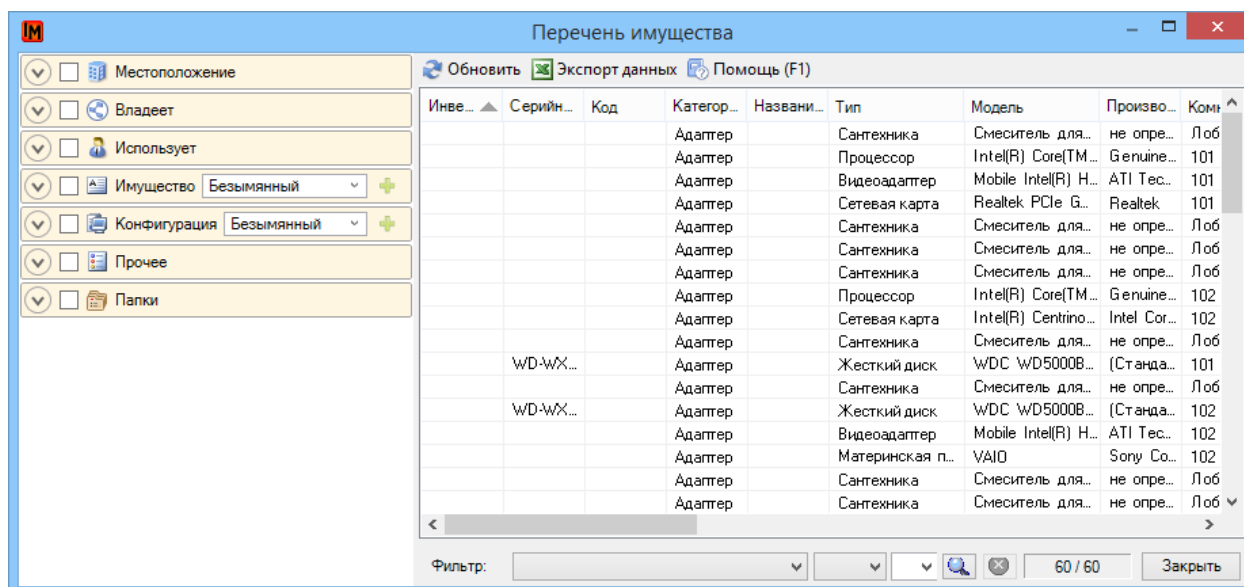 IM Перечень имущества
Обновить Экспорт данных Помощь (F1)
Местоположение
Владеет
Использует
Имущество Безымянный
Конфигурация Безымянный
Прочее
Папки
Инве... Серийн... Код Категор... Названи... Тип Модель Произво... Комн
Адаптер Сантехника Смеситель для... не опре... Лоб
Адаптер Процессор Intel(R) Core(TM... Genuine... 101
Адаптер Видеоадаптер Mobile Intel(R) H... ATI Tec... 101
Адаптер Сетевая карта Realtek PCIe G... Realtek 101
Адаптер Сантехника Смеситель для... не опре... Лоб
Адаптер Сантехника Смеситель для... не опре... Лоб
Адаптер Сантехника Смеситель для... не опре... Лоб
Адаптер Процессор Intel(R) Core(TM... Genuine... 102
Адаптер Сетевая карта Intel(R) Centrino... Intel Cor... 102
Адаптер Сантехника Смеситель для... не опре... Лоб
WD-WX... Адаптер Жесткий диск WDC WD5000B... (Станда... 101
Адаптер Сантехника Смеситель для... не опре... Лоб
WD-WX... Адаптер Жесткий диск WDC WD5000B... (Станда... 102
Адаптер Видеоадаптер Mobile Intel(R) H... ATI Tec... 102
Адаптер Материнская п... VAIO Sony Co... 102
Адаптер Сантехника Смеситель для... не опре... Лоб
Адаптер Сантехника Смеситель для... не опре... Лоб
Фильтр: 60 / 60 Закрыть